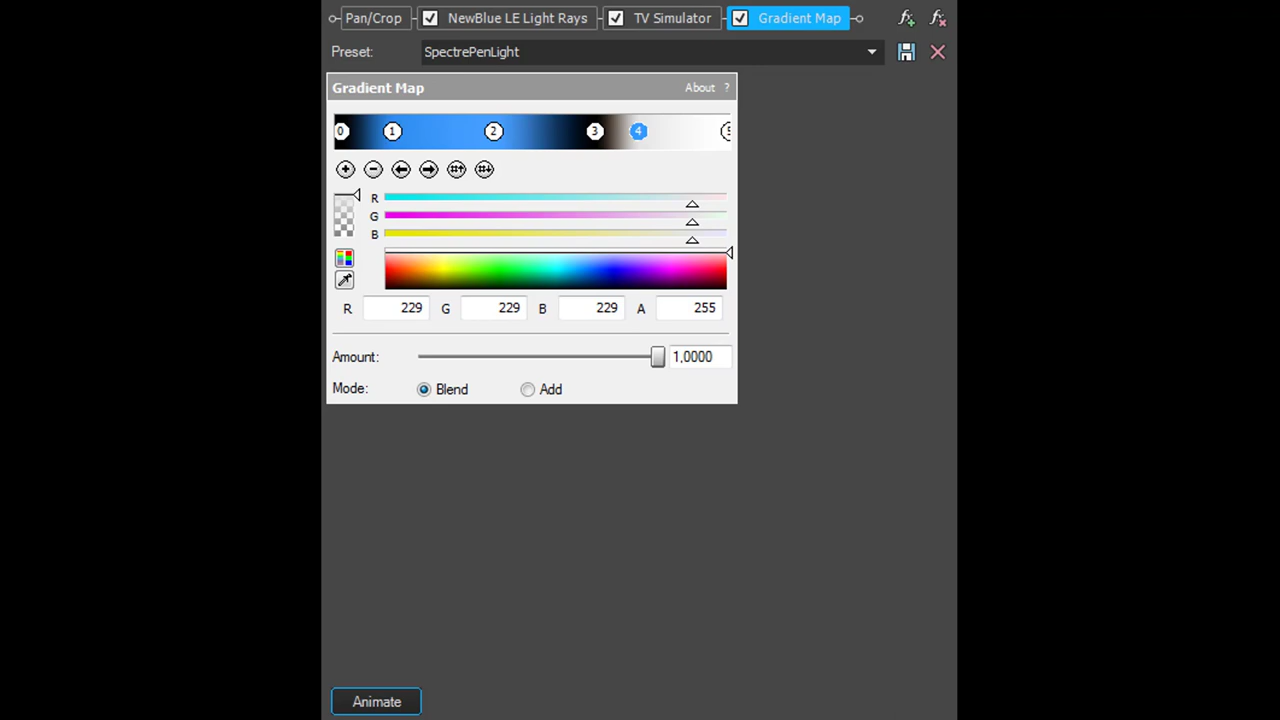 Pan/Crop NewBlue LE Light Rays TV Simulator Gradient Map
Preset: SpectrePenLight
Gradient Map About ?
0 1 2 3 4 5
R
G
B
R 229 G 229 B 229 A 255
Amount: 1,0000
Mode: Blend Add
Animate